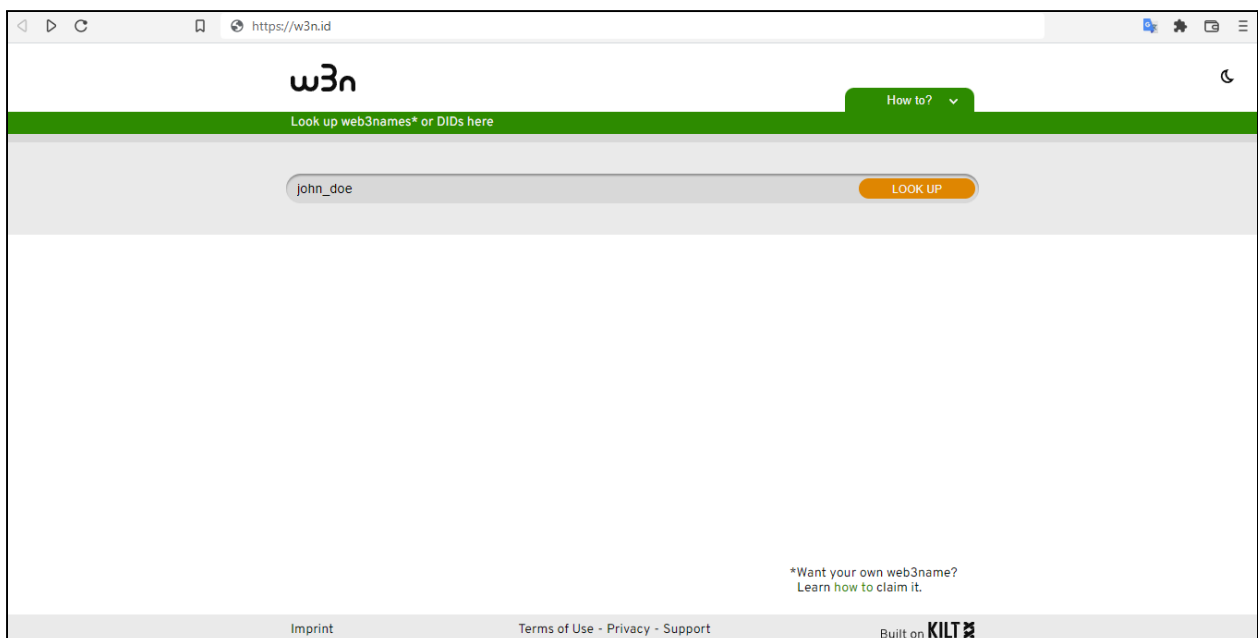 https://w3n.id
w3n
How to?
Look up web3names* or DIDs here
john_doe
LOOK UP
*Want your own web3name?
Learn how to claim it.
Imprint
Terms of Use - Privacy - Support
Built on KILT